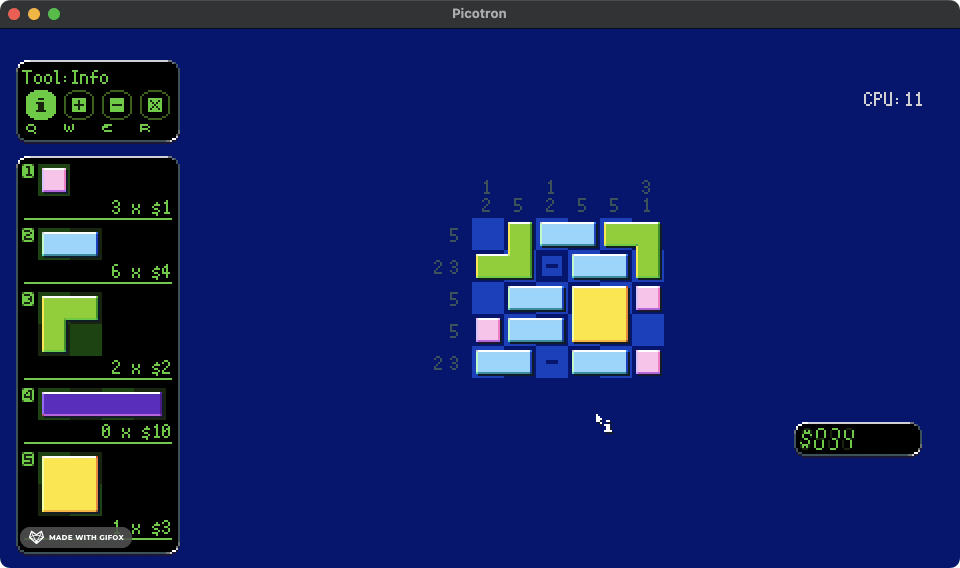 Picotron
Tool:Info
i
Q W E R
CPU:11
1
3 x $1
2
6 x $4
3
2 x $2
4
0 x $10
5
1 x $3
1 1 3
2 5 2 5 5 1
5
2 3
5
5
2 3
i
$034
MADE WITH GIFOX